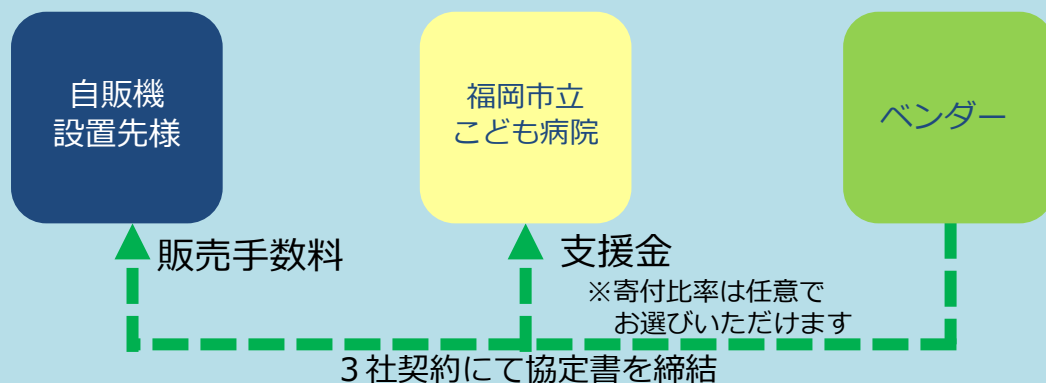 自販機
設置先様
福岡市立
こども病院
ベンダー
販売手数料
支援金
※寄付比率は任意で
お選びいただけます
３社契約にて協定書を締結